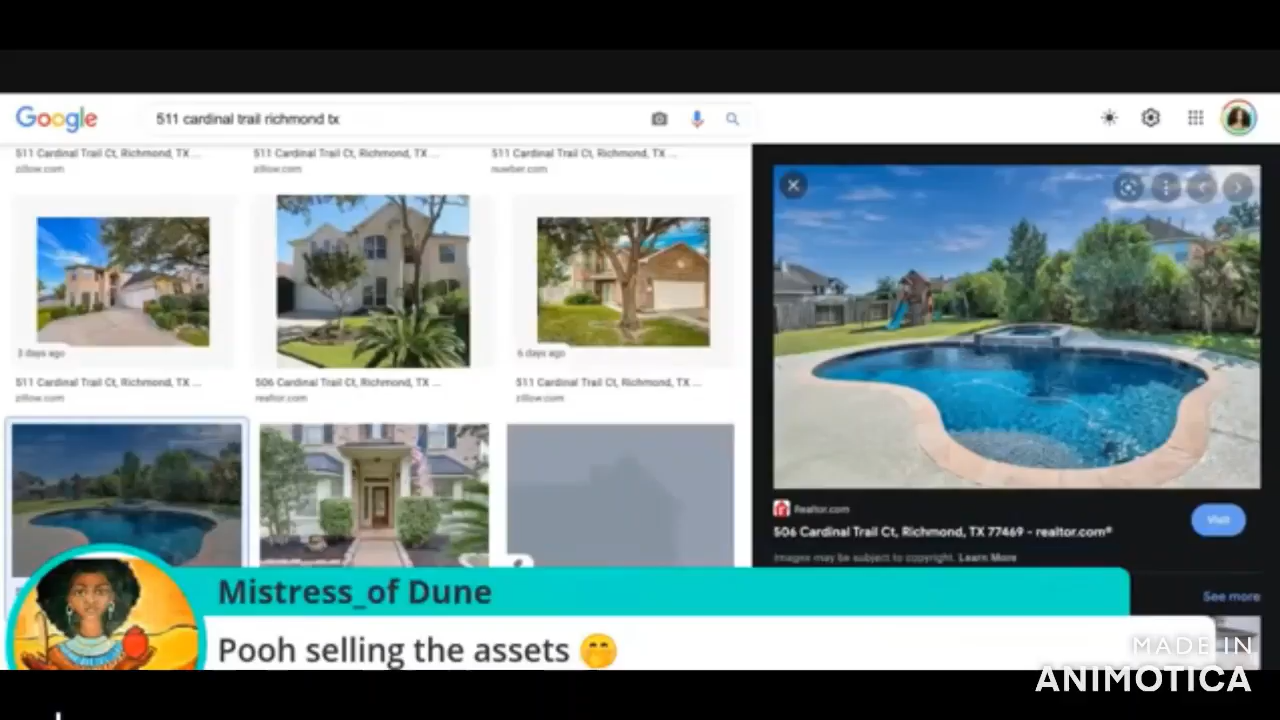 Google
511 cardinal trail richmond tx
511 Cardinal Trail Ct, Richmond, TX ...
zillow.com
511 Cardinal Trail Ct, Richmond, TX ...
zillow.com
511 Cardinal Trail Ct, Richmond, TX ...
number.com
3 days ago
6 days ago
511 Cardinal Trail Ct, Richmond, TX ...
zillow.com
506 Cardinal Trail Ct, Richmond, TX ...
realtor.com
511 Cardinal Trail Ct, Richmond, TX ...
zillow.com
Realtor.com
506 Cardinal Trail Ct, Richmond, TX 77469 - realtor.com®
Visit
Images may be subject to copyright. Learn More
See more
Mistress_of Dune
Pooh selling the assets 🤭
MADE IN
ANIMOTICA